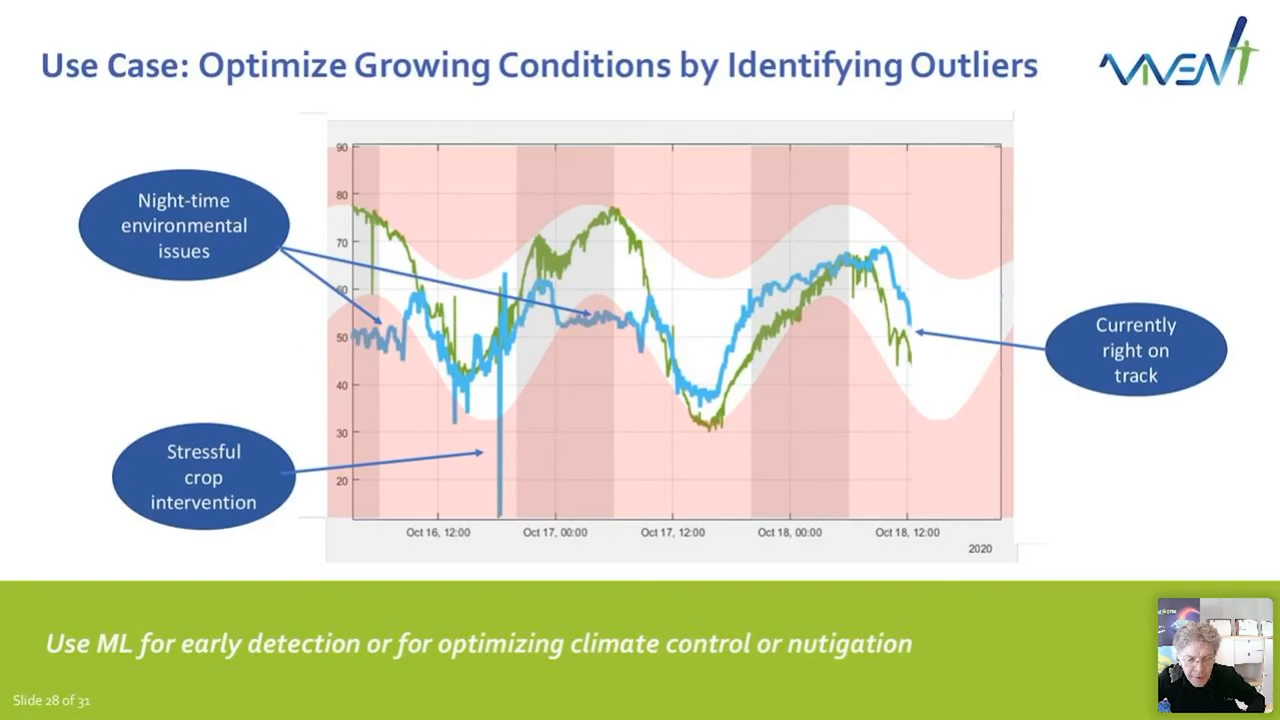 Use Case: Optimize Growing Conditions by Identifying Outliers
VIVENT
Night-time
environmental
issues
Stressful
crop
intervention
Currently
right on
track
90
80
70
60
50
40
30
20
Oct 16, 12:00
Oct 17, 00:00
Oct 17, 12:00
Oct 18, 00:00
Oct 18, 12:00
2020
Use ML for early detection or for optimizing climate control or nutigation
Slide 28 of 31